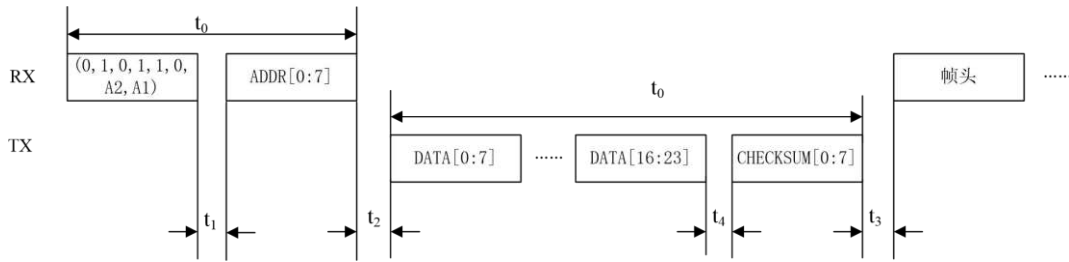 t0
RX
(0,1,0,1,1,0,
A2,A1)
ADDR[0:7]
帧头
......
t0
TX
DATA[0:7]
......
DATA[16:23]
CHECKSUM[0:7]
t1
t2
t4
t3